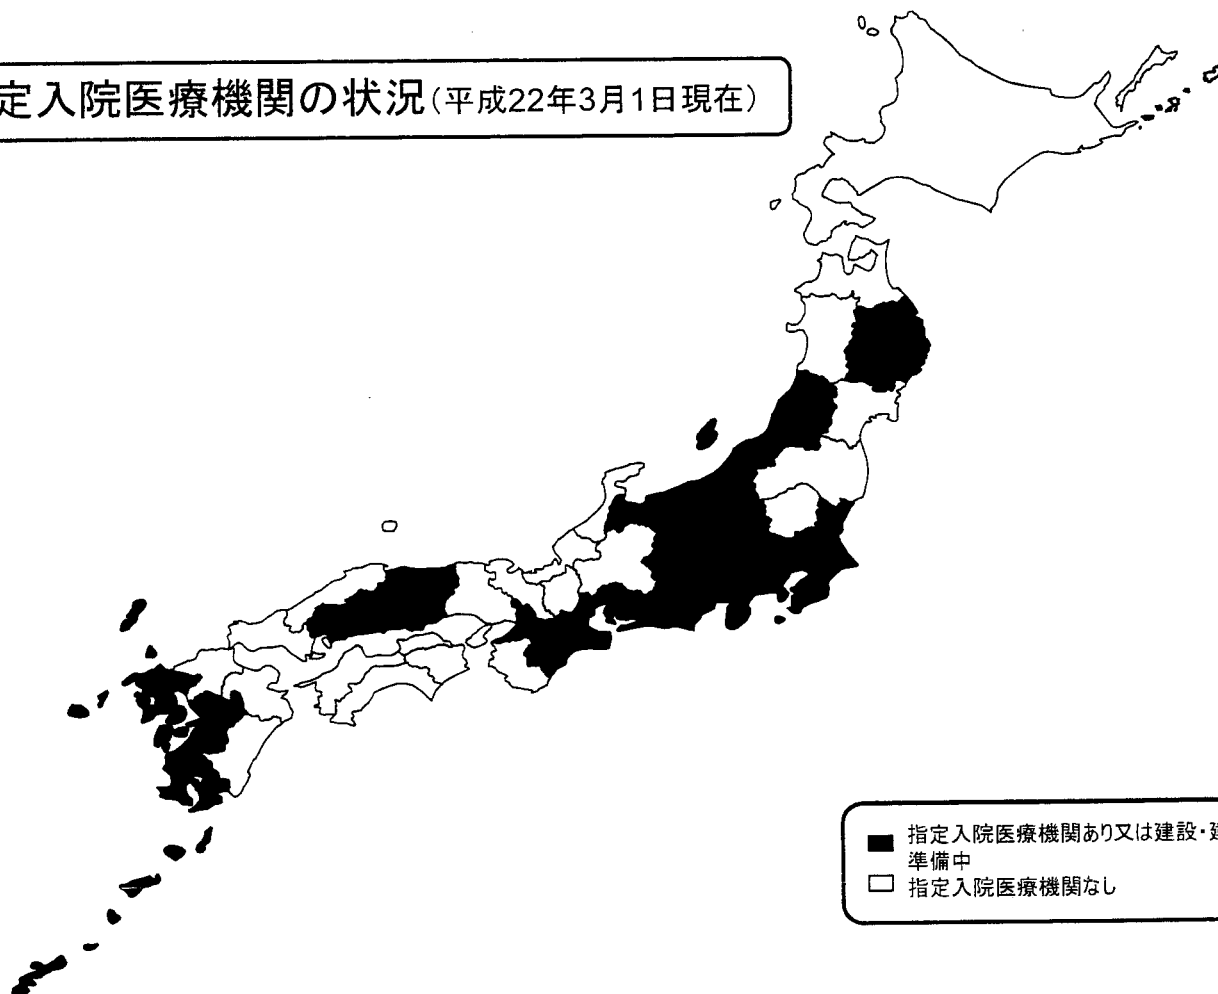 定入院医療機関の状況(平成22年3月1日現在)
指定入院医療機関あり又は建設・建
準備中
指定入院医療機関なし